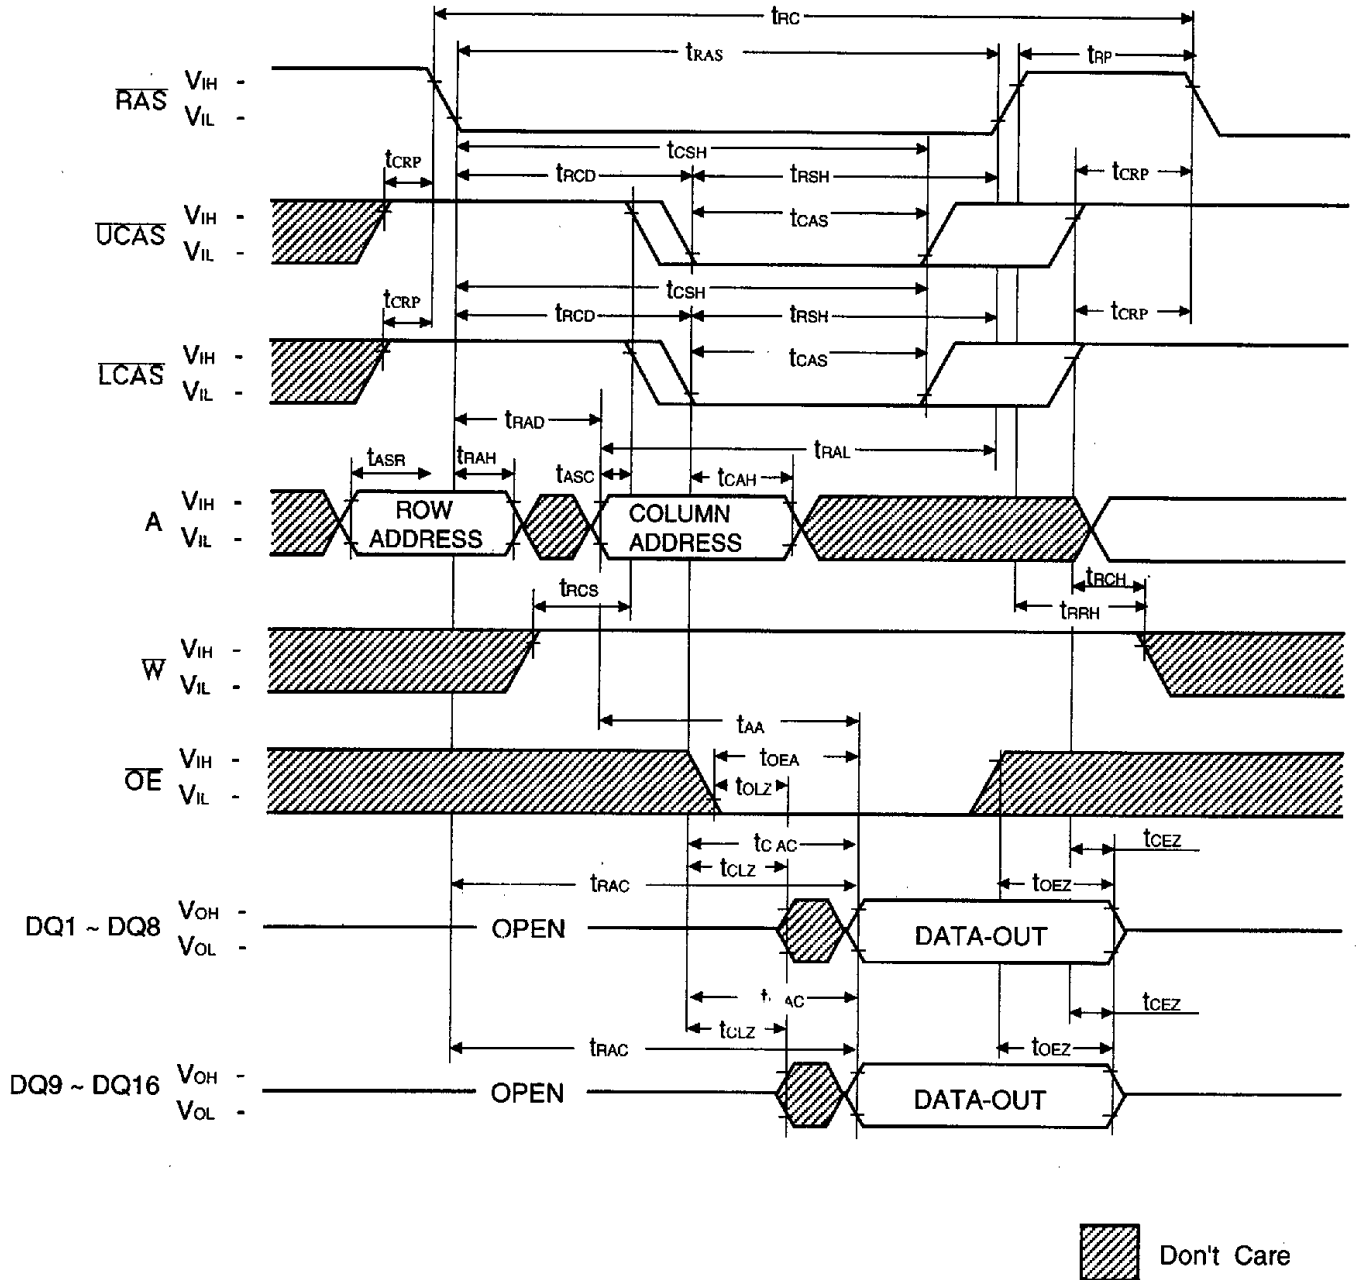 tRC
tRAS
tRP
RAS
VIH -
VIL -
tCRP
tCSH
tRCD
tRSH
tCRP
UCAS
VIH -
VIL -
tCAS
tCSH
tCRP
tRCD
tRSH
tCRP
LCAS
VIH -
VIL -
tCAS
tRAD
tRAL
tASR
tRAH
tASC
tCAH
A
VIH -
VIL -
ROW
ADDRESS
COLUMN
ADDRESS
tRCS
tRCH
tRRH
W
VIH -
VIL -
tAA
OE
VIH -
VIL -
tOEA
tOLZ
tCAC
tCEZ
tCLZ
tRAC
tOEZ
DQ1 ~ DQ8
VOH -
VOL -
OPEN
DATA-OUT
tCEZ
tCLZ
tRAC
tOEZ
DQ9 ~ DQ16
VOH -
VOL -
OPEN
DATA-OUT
Don't Care